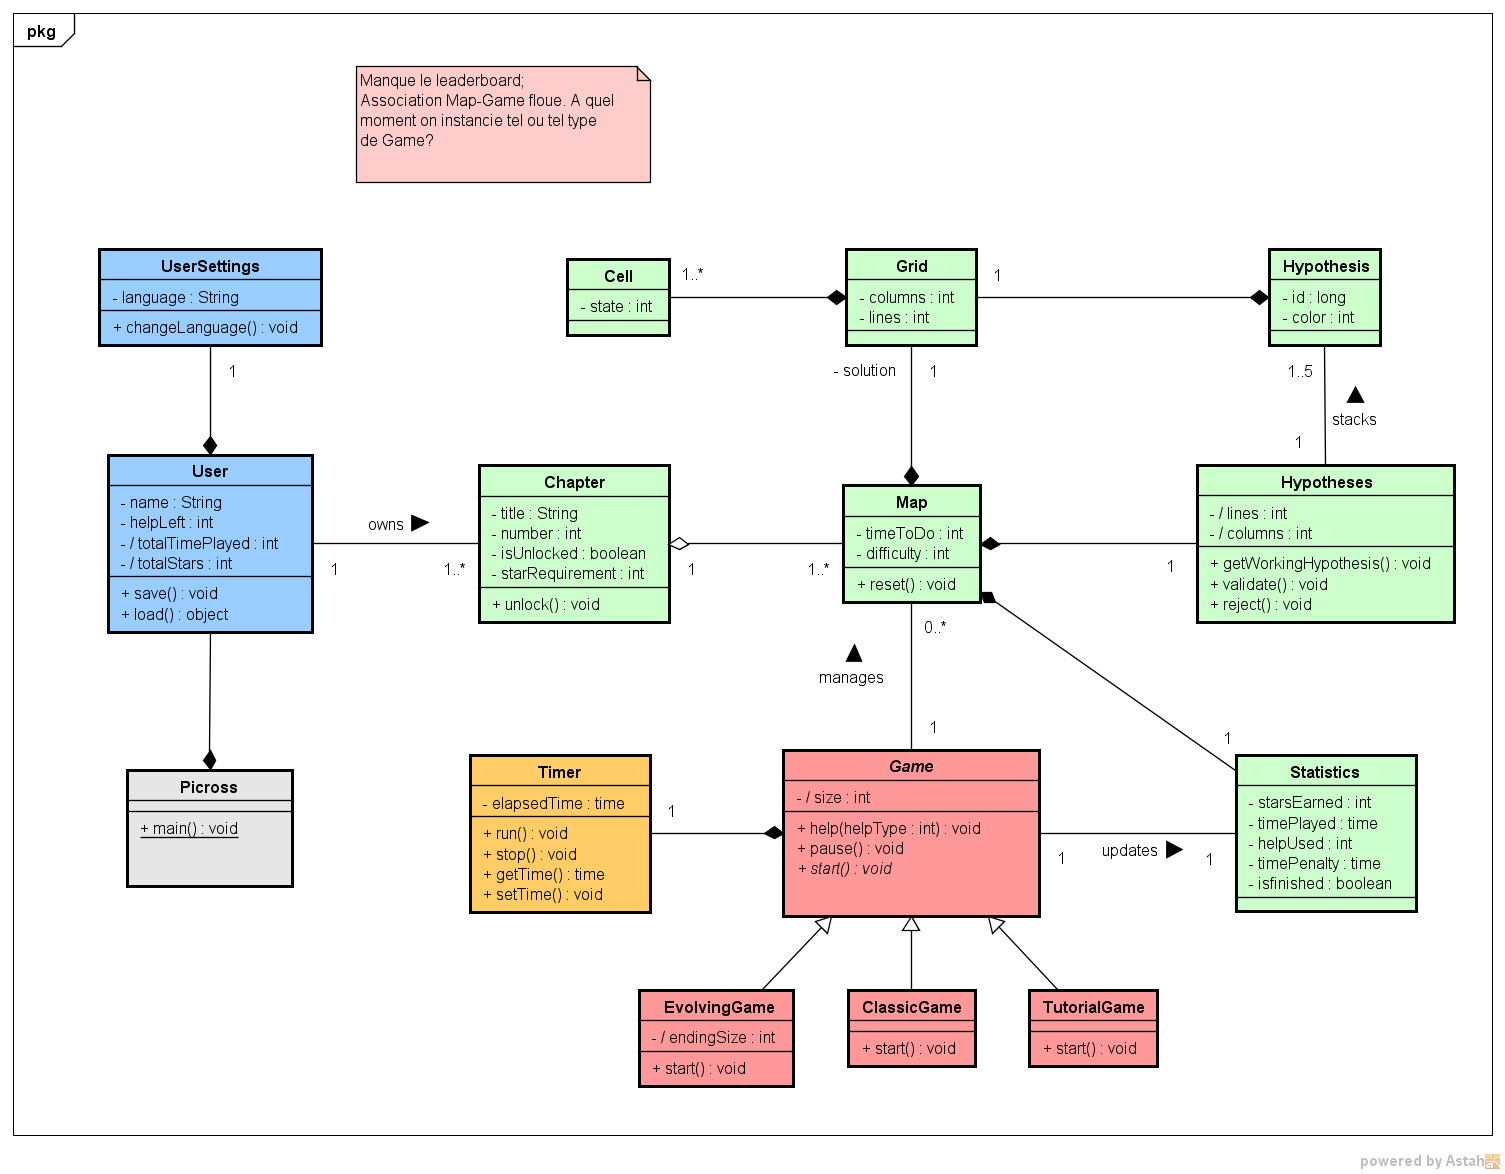 pkg
Manque le leaderboard;
Association Map-Game floue. A quel
moment on instancie tel ou tel type
de Game?
UserSettings
- language : String
+ changeLanguage() : void
1
Cell
- state : int
1..*
Grid
- columns : int
- lines : int
1
Hypothesis
- id : long
- color : int
- solution
1
1..5
stacks
1
User
- name : String
- helpLeft : int
- / totalTimePlayed : int
- / totalStars : int
+ save() : void
+ load() : object
owns
1
1..*
Chapter
- title : String
- number : int
- isUnlocked : boolean
- starRequirement : int
+ unlock() : void
1
1..*
Map
- timeToDo : int
- difficulty : int
+ reset() : void
1
Hypotheses
- / lines : int
- / columns : int
+ getWorkingHypothesis() : void
+ validate() : void
+ reject() : void
0..*
manages
1
1
Picross
+ main() : void
Timer
- elapsedTime : time
+ run() : void
+ stop() : void
+ getTime() : time
+ setTime() : void
1
Game
- / size : int
+ help(helpType : int) : void
+ pause() : void
+ start() : void
1
updates
1
Statistics
- starsEarned : int
- timePlayed : time
- helpUsed : int
- timePenalty : time
- isfinished : boolean
EvolvingGame
- / endingSize : int
+ start() : void
ClassicGame
+ start() : void
TutorialGame
+ start() : void
powered by Astah